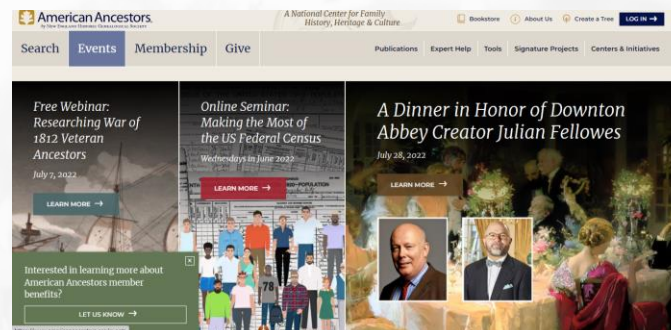 American Ancestors
by New England Historic Genealogical Society
A National Center for Family
History, Heritage & Culture
Bookstore
About Us
Create a Tree
LOG IN →
Search
Events
Membership
Give
Publications
Expert Help
Tools
Signature Projects
Centers & Initiatives
Free Webinar:
Researching War of
1812 Veteran
Ancestors
July 7, 2022
LEARN MORE →
Online Seminar:
Making the Most of
the US Federal Census
Wednesdays in June 2022
LEARN MORE →
A Dinner in Honor of Downton
Abbey Creator Julian Fellowes
July 28, 2022
LEARN MORE →
Interested in learning more about
American Ancestors member
benefits?
LET US KNOW →
78